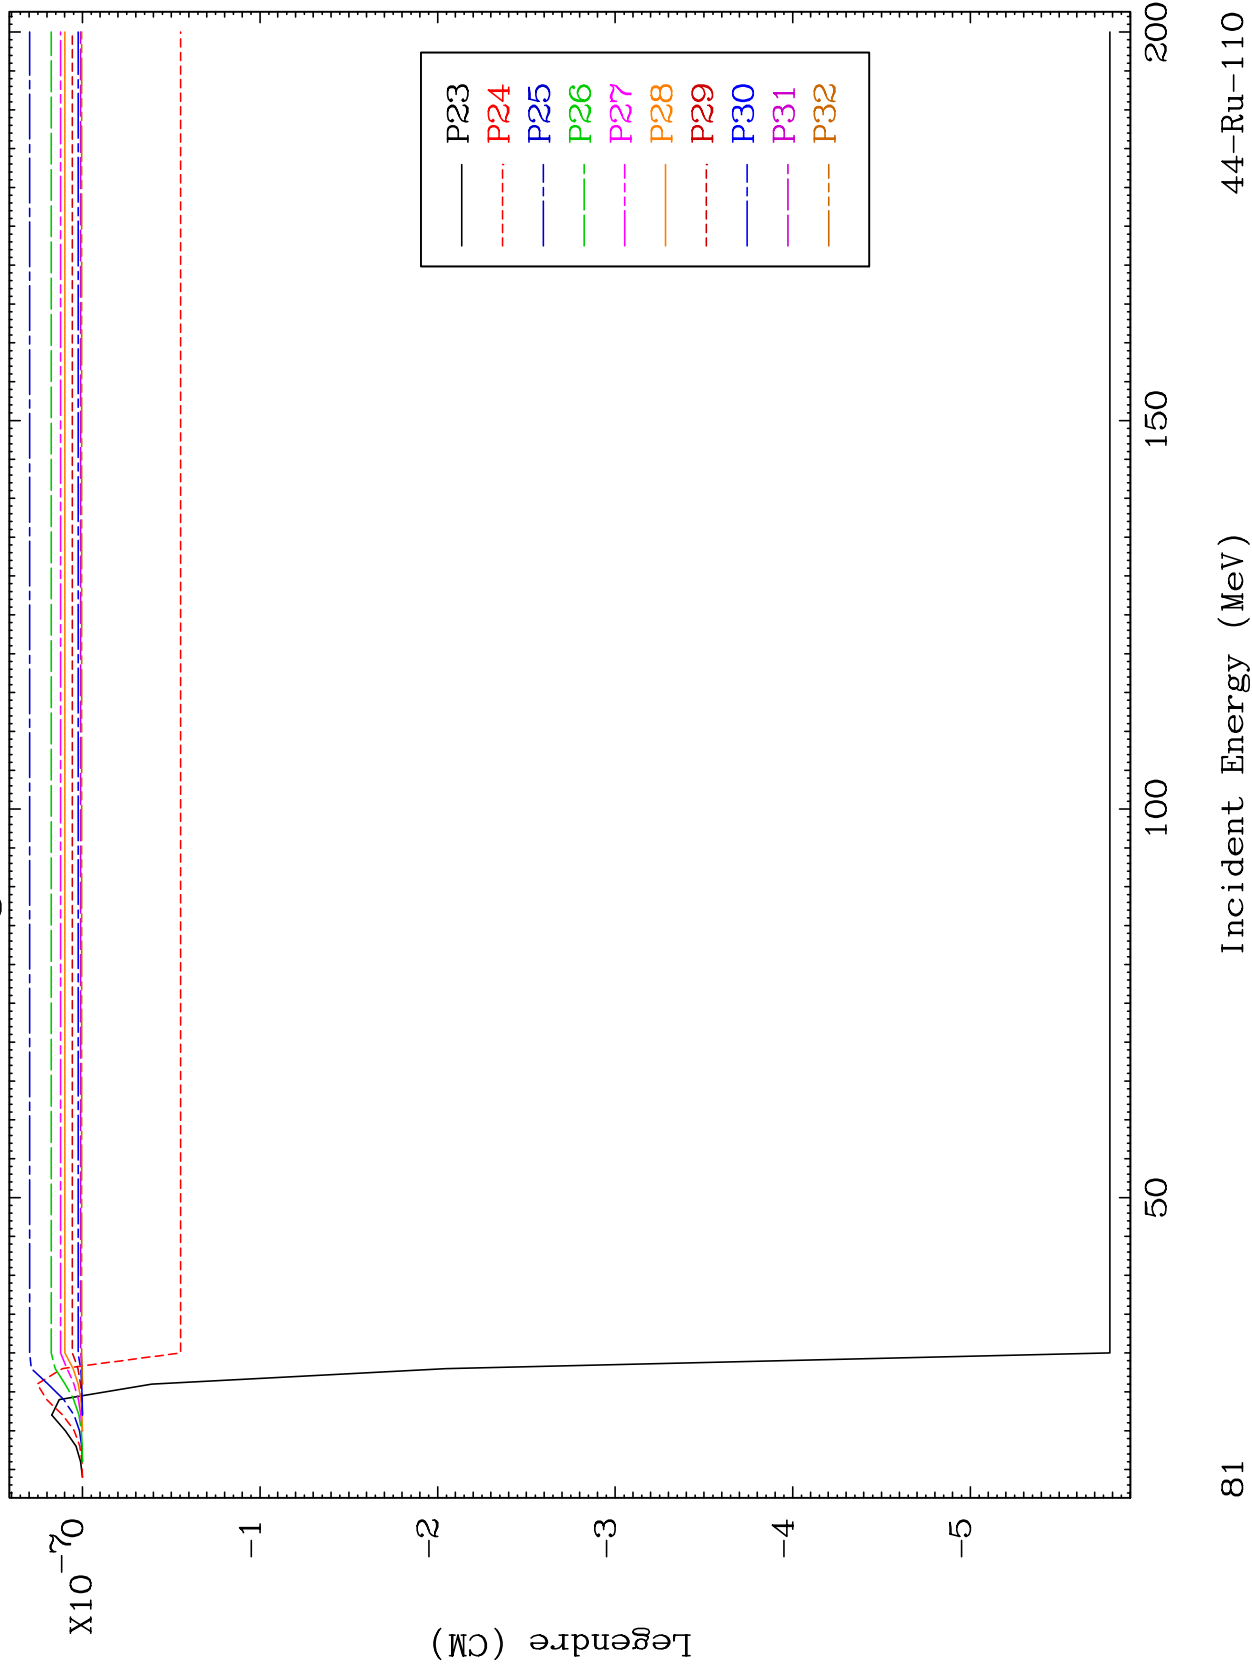 X10
-7
0
-1
-2
-3
-4
-5
Legendre (CM)
50
100
150
200
Incident Energy (MeV)
P23
P24
P25
P26
P27
P28
P29
P30
P31
P32
81
44-Ru-110